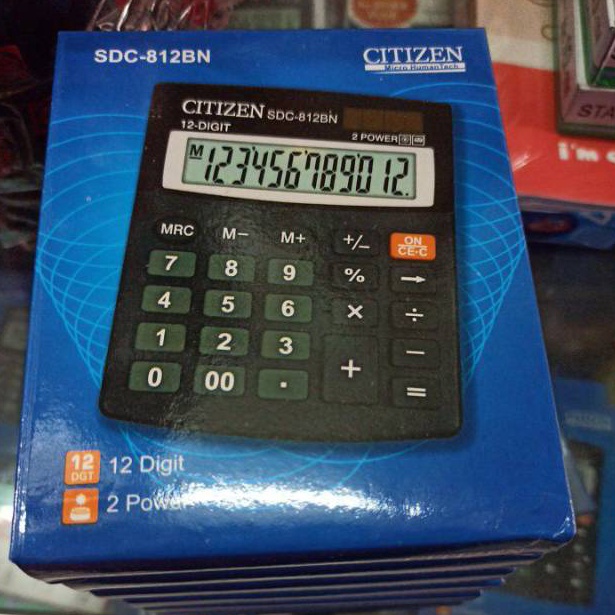 SDC-812BN
CITIZEN
Micro HumanTech
CITIZEN SDC-812BN
12-DIGIT
2 POWER
M
123456789012.
MRC M− M+ +/− ON
CE·C
7 8 9 % →
4 5 6 × ÷
1 2 3 + −
0 00 . =
12 12 Digit
DGT
2 Power
i'm